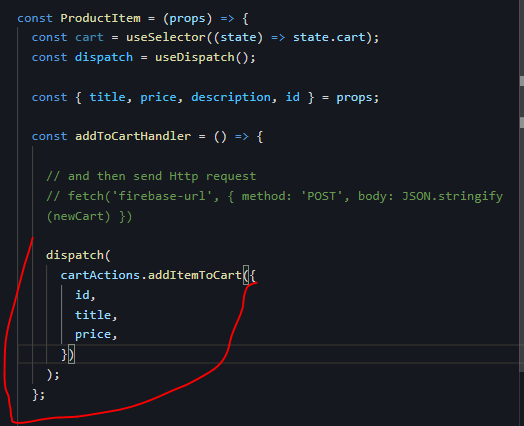 const ProductItem = (props) => {
const cart = useSelector((state) => state.cart);
const dispatch = useDispatch();
const { title, price, description, id } = props;
const addToCartHandler = () => {
// and then send Http request
// fetch('firebase-url', { method: 'POST', body: JSON.stringify
(newCart) })
dispatch(
cartActions.addItemToCart({
id,
title,
price,
})
);
};